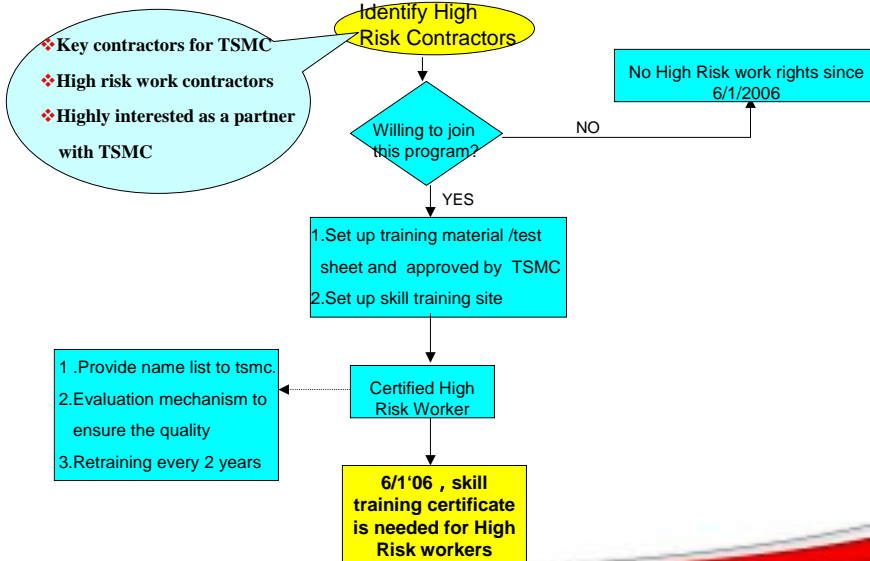 Identify High
Risk Contractors
❖Key contractors for TSMC
❖High risk work contractors
❖Highly interested as a partner
with TSMC
No High Risk work rights since
6/1/2006
Willing to join
this program?
NO
YES
1.Set up training material /test
sheet and approved by TSMC
2.Set up skill training site
1 .Provide name list to tsmc.
2.Evaluation mechanism to
ensure the quality
3.Retraining every 2 years
Certified High
Risk Worker
6/1‘06 , skill
training certificate
is needed for High
Risk workers